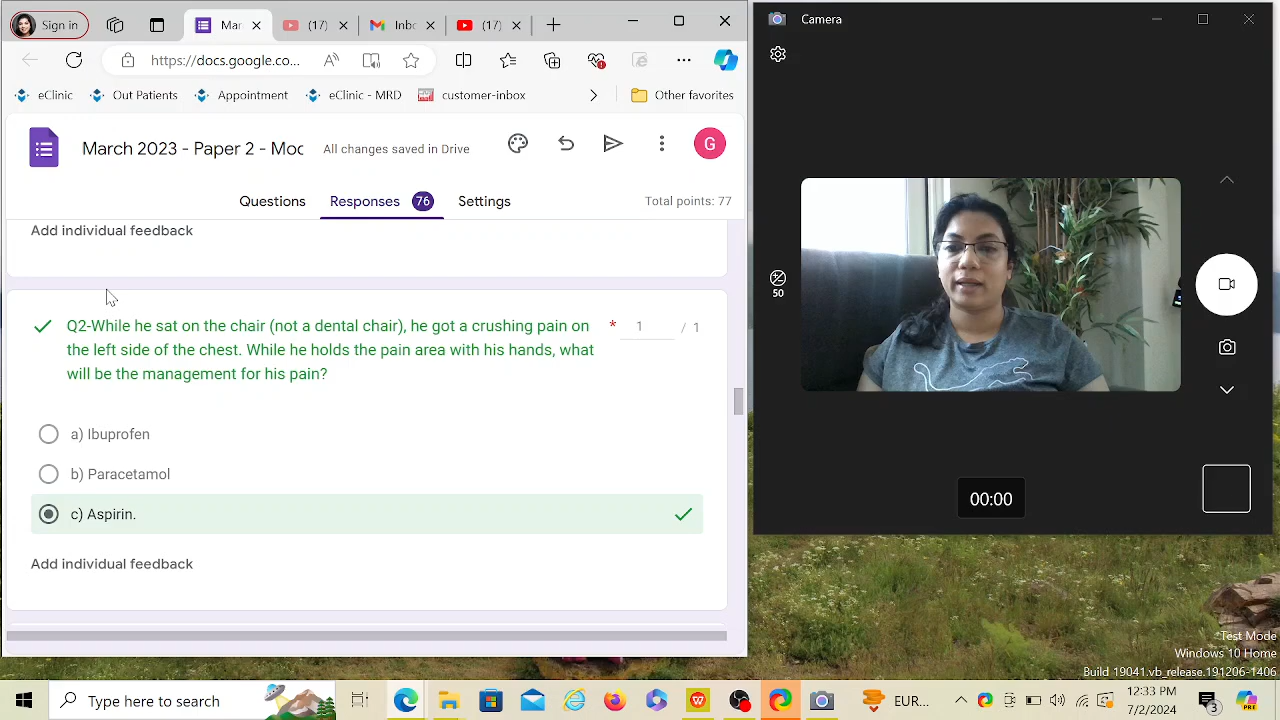 Sign in
Mar
(17)
Inbc
(17)
https://docs.google.co...
eClinic
Out Patients
Appointment
eClinic - MRD
customer-inbox
Other favorites
March 2023 - Paper 2 - Moc
All changes saved in Drive
G
Questions
Responses 76
Settings
Total points: 77
Add individual feedback
Q2-While he sat on the chair (not a dental chair), he got a crushing pain on * 1 / 1
the left side of the chest. While he holds the pain area with his hands, what
will be the management for his pain?
a) Ibuprofen
b) Paracetamol
c) Aspirin.
Add individual feedback
Camera
50
00:00
Test Mode
Windows 10 Home
Build 19041.vb_release.191206-1406
Type here to search
EUR...
12:33 PM
7/2/2024
3
PRE